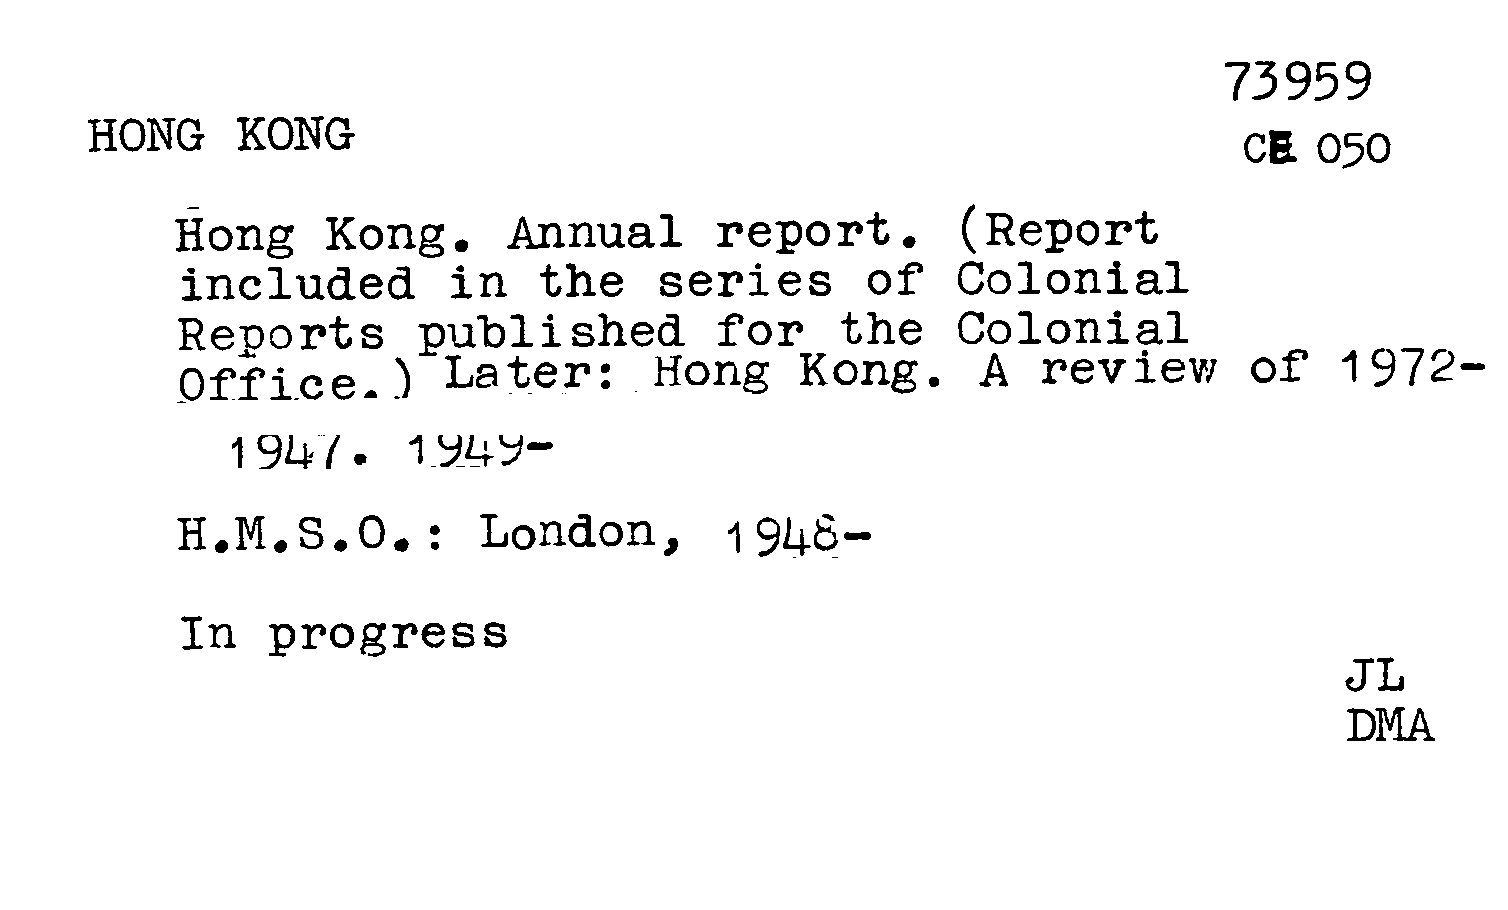 73959
HONG KONG
CE 050
Hong Kong. Annual report. (Report
included in the series of Colonial
Reports published for the Colonial
Office.) Later: Hong Kong. A review of 1972-
1947. 1949-
H.M.S.O.: London, 1948-
In progress
JL
DMA